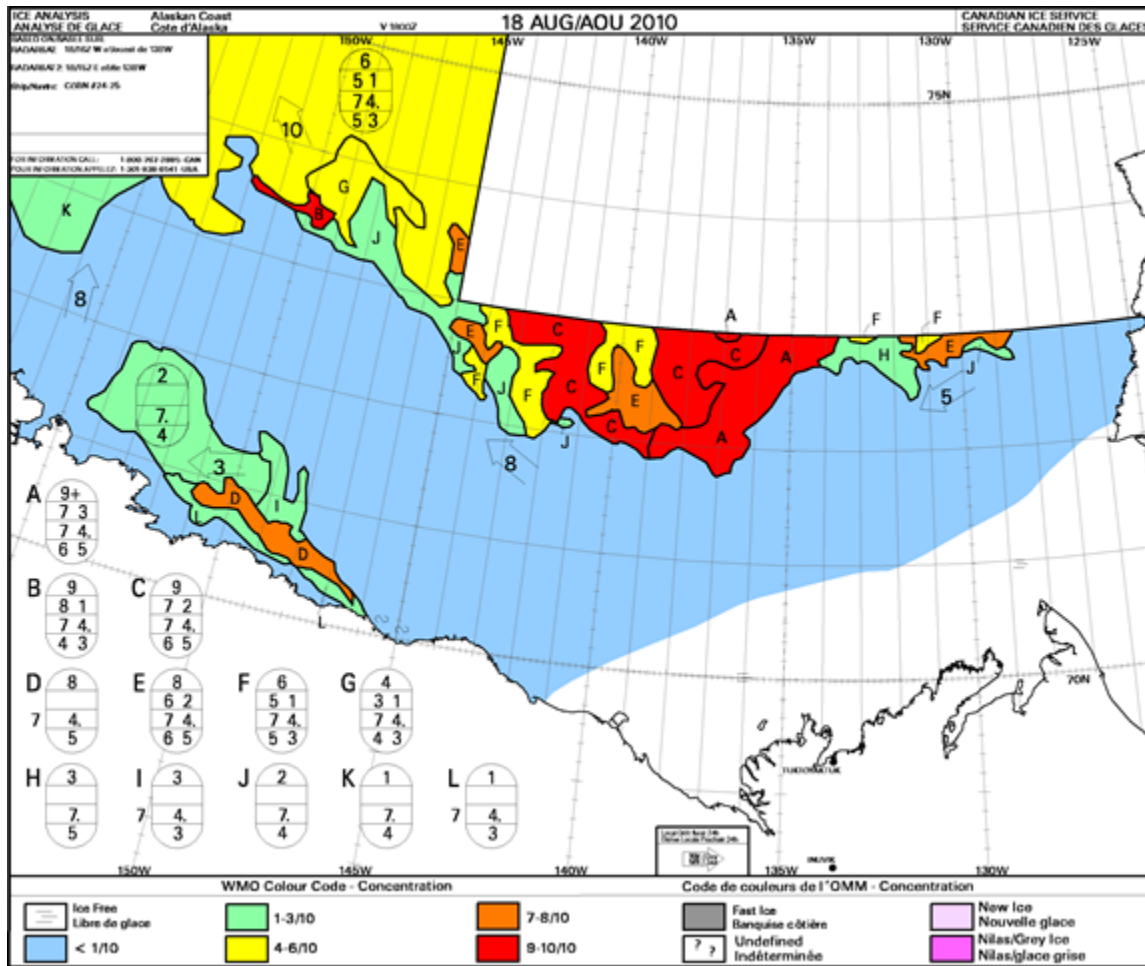 ICE ANALYSIS
ANALYSE DE GLACE
Alaskan Coast
Cote d'Alaska
V 1800Z
18 AUG/AOU 2010
CANADIAN ICE SERVICE
SERVICE CANADIEN DES GLACES
150W
145W
140W
135W
130W
125W
75N
6
5 1
7 4.
5 3
10
G
K
B
J
E
8
A
F
F
F
C
F
E
J
C
A
H
E
J
F
J
F
C
5
F
E
C
A
J
8
2
7.
4
3
D
I
L
D
L
A
9+
7 3
7 4.
6 5
B
9
8 1
7 4.
4 3
C
9
7 2
7 4.
6 5
D
8
7
4.
5
E
8
6 2
7 4.
6 5
F
6
5 1
7 4.
5 3
G
4
3 1
7 4.
4 3
H
3
7.
5
I
3
7
4.
3
J
2
7.
4
K
1
7.
4
L
1
7
4.
3
70N
TUKTOYAKTUK
INUVIK
150W
145W
140W
135W
130W
WMO Colour Code - Concentration
Code de couleurs de l'OMM - Concentration
Ice Free
Libre de glace
< 1/10
1-3/10
4-6/10
7-8/10
9-10/10
Fast Ice
Banquise côtière
? ?
Undefined
Indéterminée
New Ice
Nouvelle glace
Nilas/Grey Ice
Nilas/glace grise